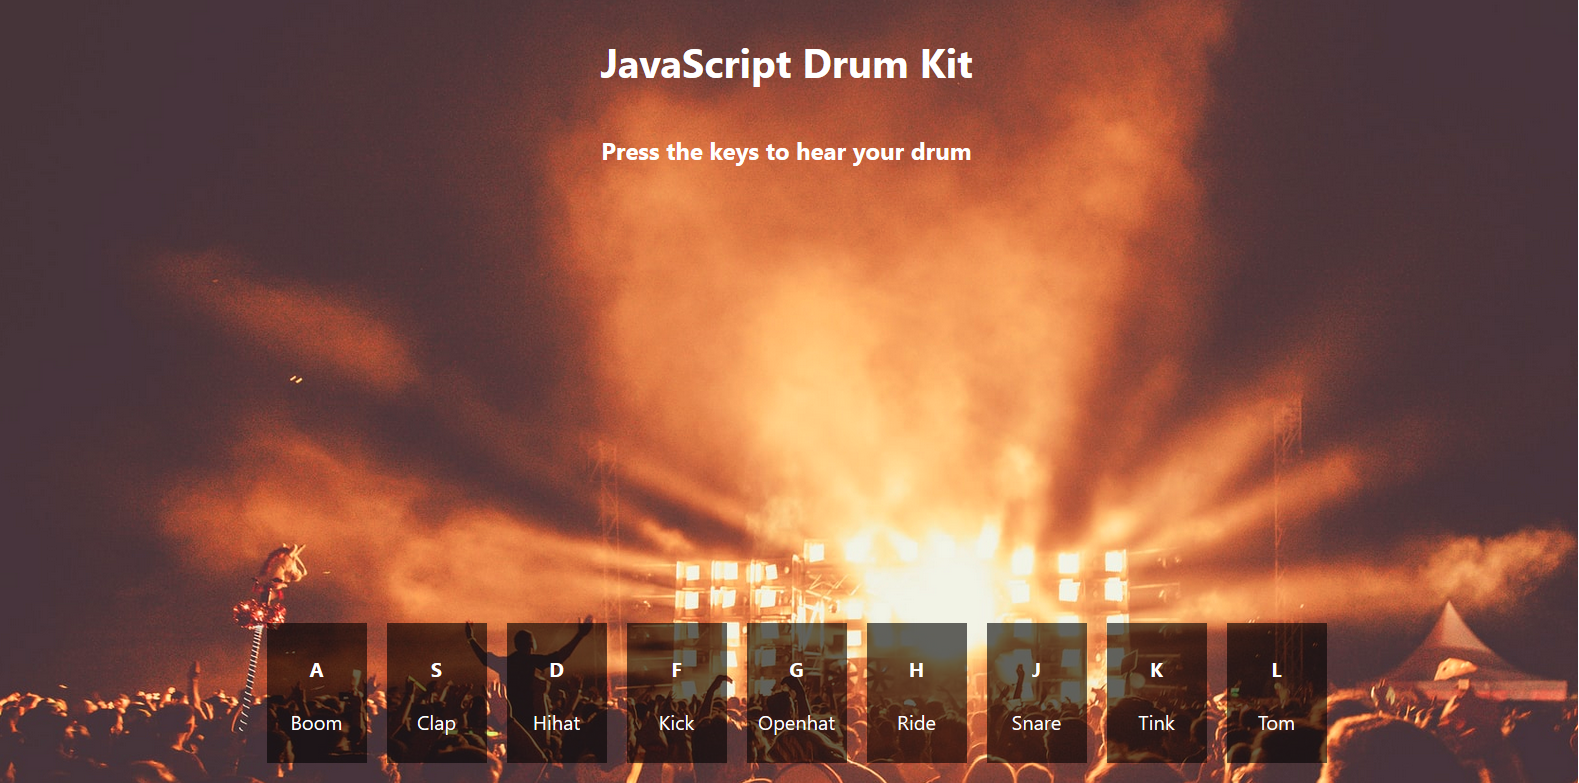 JavaScript Drum Kit
Press the keys to hear your drum
A S D F G H J K L
Boom Clap Hihat Kick Openhat Ride Snare Tink Tom